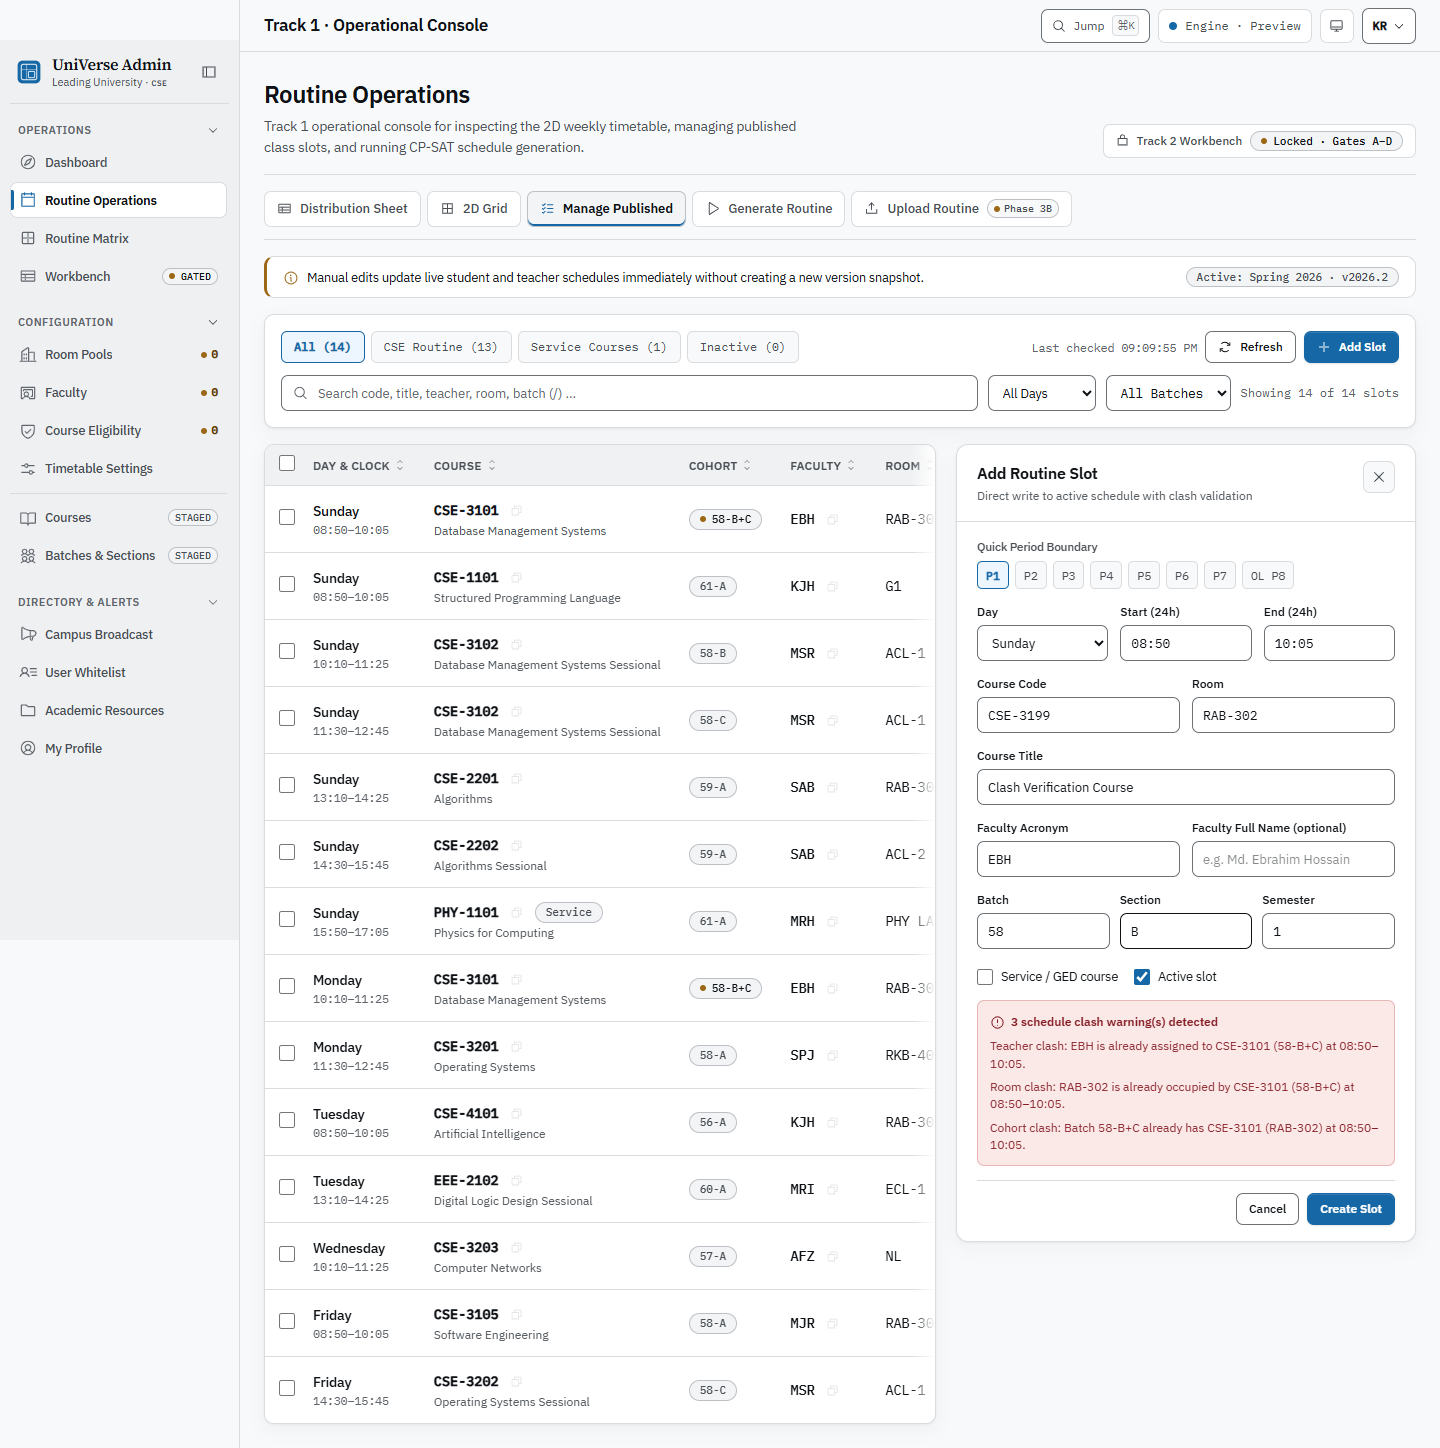 Track 1 · Operational Console
Jump ⌘K
Engine · Preview
KR
UniVerse Admin
Leading University · CSE
OPERATIONS
Dashboard
Routine Operations
Routine Matrix
Workbench GATED
CONFIGURATION
Room Pools 0
Faculty 0
Course Eligibility 0
Timetable Settings
Courses STAGED
Batches & Sections STAGED
DIRECTORY & ALERTS
Campus Broadcast
User Whitelist
Academic Resources
My Profile
Routine Operations
Track 1 operational console for inspecting the 2D weekly timetable, managing published
class slots, and running CP-SAT schedule generation.
Track 2 Workbench Locked · Gates A–D
Distribution Sheet
2D Grid
Manage Published
Generate Routine
Upload Routine Phase 3B
Manual edits update live student and teacher schedules immediately without creating a new version snapshot.
Active: Spring 2026 · v2026.2
All (14)
CSE Routine (13)
Service Courses (1)
Inactive (0)
Last checked 09:09:55 PM
Refresh
Add Slot
Search code, title, teacher, room, batch (/) ...
All Days
All Batches
Showing 14 of 14 slots
DAY & CLOCK COURSE COHORT FACULTY ROOM
Sunday CSE-3101 58-B+C EBH RAB-30
08:50–10:05 Database Management Systems
Sunday CSE-1101 61-A KJH G1
08:50–10:05 Structured Programming Language
Sunday CSE-3102 58-B MSR ACL-1
10:10–11:25 Database Management Systems Sessional
Sunday CSE-3102 58-C MSR ACL-1
11:30–12:45 Database Management Systems Sessional
Sunday CSE-2201 59-A SAB RAB-30
13:10–14:25 Algorithms
Sunday CSE-2202 59-A SAB ACL-2
14:30–15:45 Algorithms Sessional
Sunday PHY-1101 Service 61-A MRH PHY LA
15:50–17:05 Physics for Computing
Monday CSE-3101 58-B+C EBH RAB-30
10:10–11:25 Database Management Systems
Monday CSE-3201 58-A SPJ RKB-40
11:30–12:45 Operating Systems
Tuesday CSE-4101 56-A KJH RAB-30
08:50–10:05 Artificial Intelligence
Tuesday EEE-2102 60-A MRI ECL-1
13:10–14:25 Digital Logic Design Sessional
Wednesday CSE-3203 57-A AFZ NL
10:10–11:25 Computer Networks
Friday CSE-3105 58-A MJR RAB-30
08:50–10:05 Software Engineering
Friday CSE-3202 58-C MSR ACL-1
14:30–15:45 Operating Systems Sessional
Add Routine Slot
Direct write to active schedule with clash validation
Quick Period Boundary
P1 P2 P3 P4 P5 P6 P7 OL P8
Day Start (24h) End (24h)
Sunday 08:50 10:05
Course Code Room
CSE-3199 RAB-302
Course Title
Clash Verification Course
Faculty Acronym Faculty Full Name (optional)
EBH e.g. Md. Ebrahim Hossain
Batch Section Semester
58 B 1
Service / GED course Active slot
3 schedule clash warning(s) detected
Teacher clash: EBH is already assigned to CSE-3101 (58-B+C) at 08:50–
10:05.
Room clash: RAB-302 is already occupied by CSE-3101 (58-B+C) at
08:50–10:05.
Cohort clash: Batch 58-B+C already has CSE-3101 (RAB-302) at 08:50–
10:05.
Cancel Create Slot